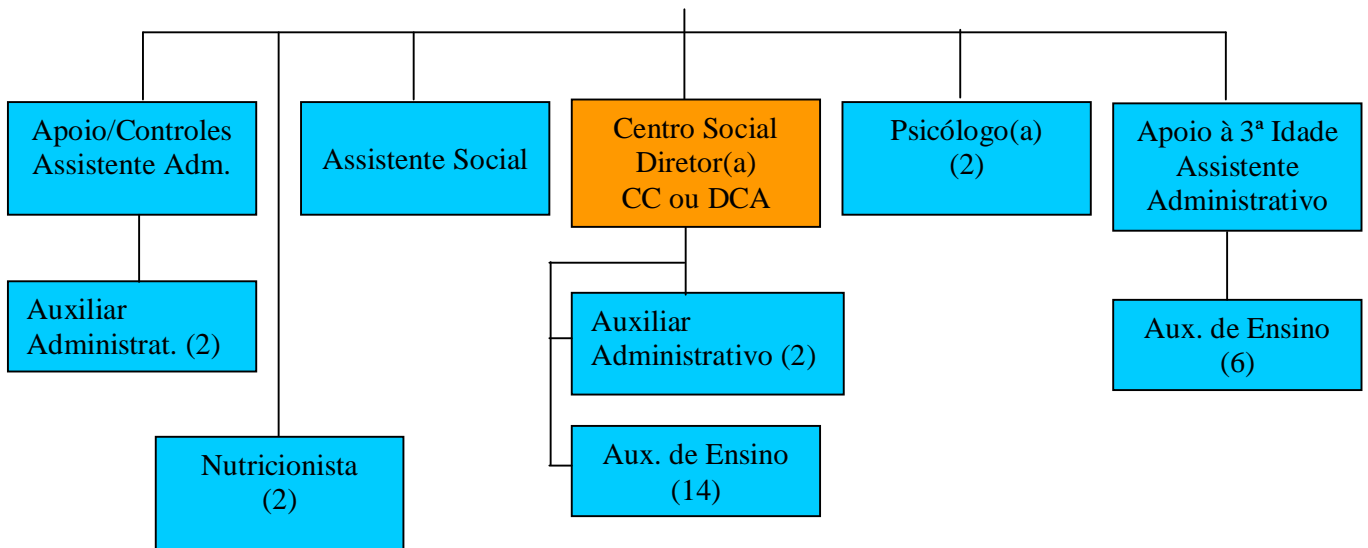 Apoio/Controles
Assistente Adm.
Assistente Social
Centro Social
Diretor(a)
CC ou DCA
Psicólogo(a)
(2)
Apoio à 3ª Idade
Assistente
Administrativo
Auxiliar
Administrat. (2)
Auxiliar
Administrativo (2)
Aux. de Ensino
(6)
Nutricionista
(2)
Aux. de Ensino
(14)